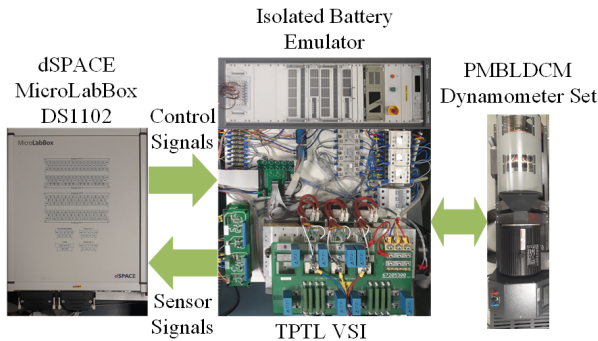 Isolated Battery
Emulator
dSPACE
MicroLabBox
DS1102
PMBLDCM
Dynamometer Set
Control
Signals
MicroLabBox
dSPACE
Sensor
Signals
TPTL VSI